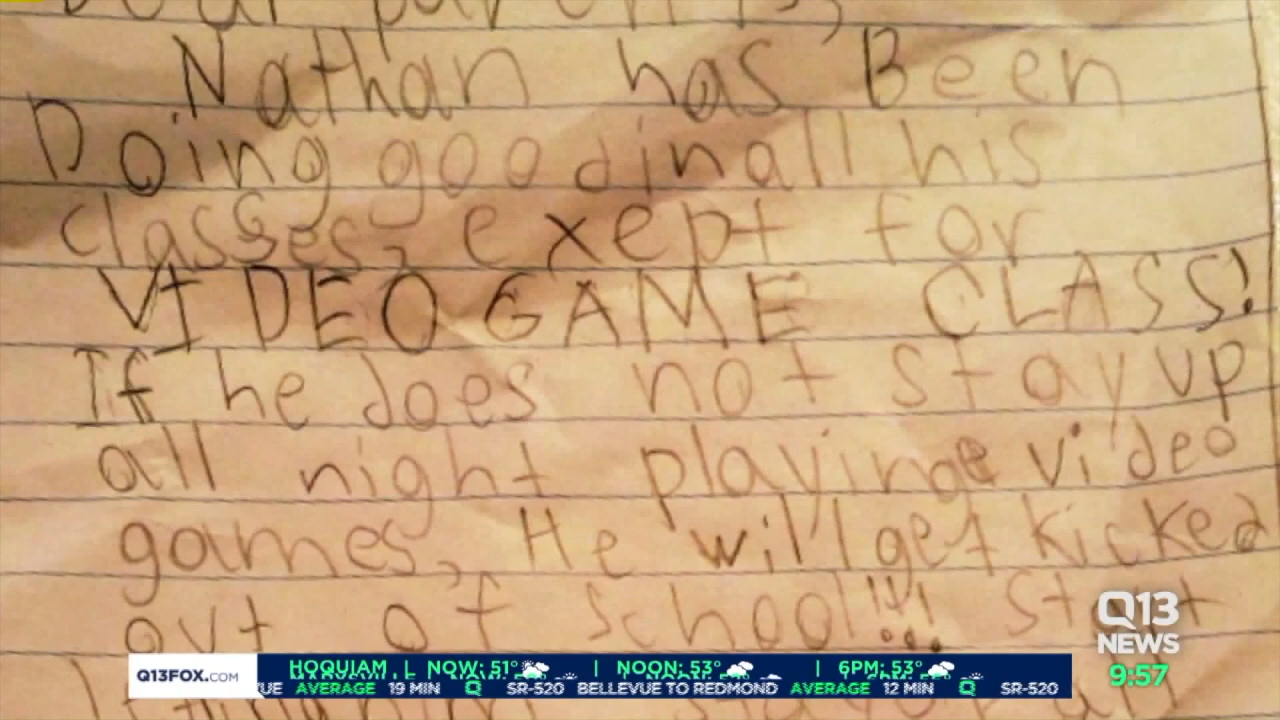 Dear parents,
Nathan has Been
Doing good in all his
classes, exept for
VIDEO GAME CLASS!
If he does not stay up
all night playing video
games, He will get kicked
out of school!!! Start
Q13
NEWS
9:57
Q13FOX.COM
HOQUIAM | NOW: 51° | NOON: 53° | 6PM: 53°
AVERAGE 19 MIN Q SR-520 BELLEVUE TO REDMOND AVERAGE 12 MIN Q SR-520